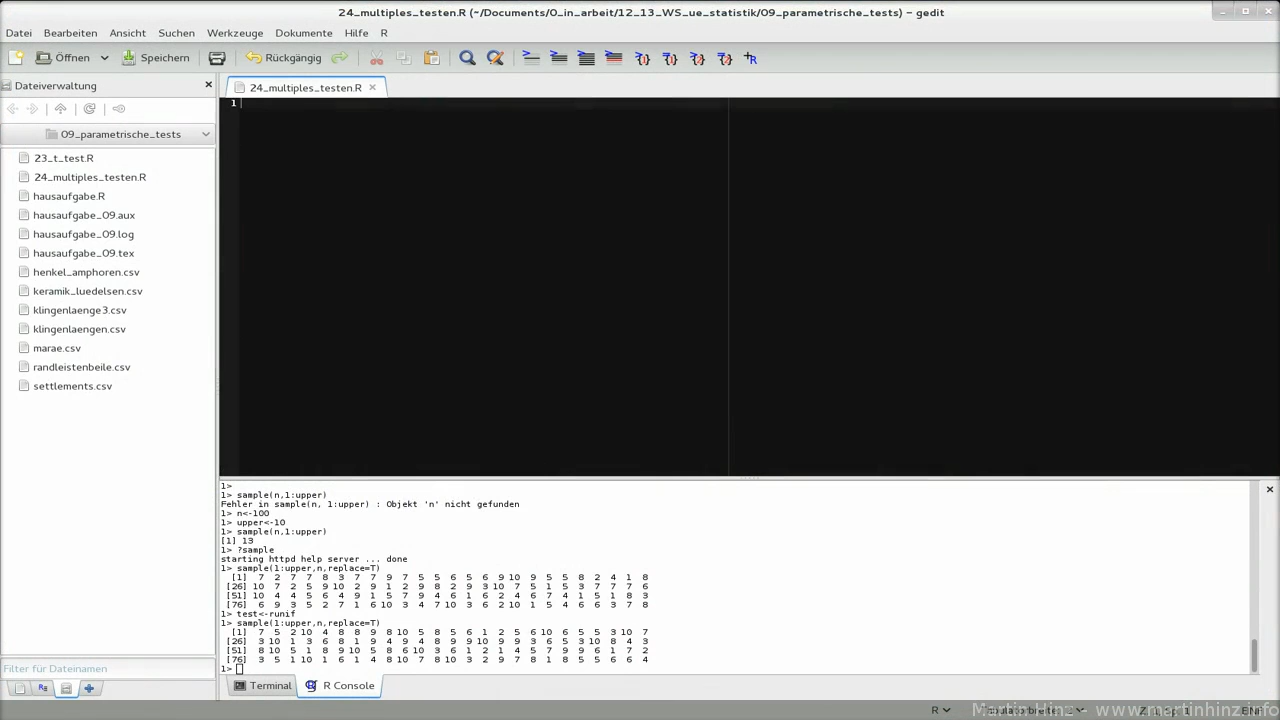 24_multiples_testen.R (~/Documents/0_in_arbeit/12_13_WS_ue_statistik/09_parametrische_tests) - gedit
Datei Bearbeiten Ansicht Suchen Werkzeuge Dokumente Hilfe R
Öffnen Speichern Rückgängig
Dateiverwaltung
24_multiples_testen.R
1
09_parametrische_tests
23_t_test.R
24_multiples_testen.R
hausaufgabe.R
hausaufgabe_09.aux
hausaufgabe_09.log
hausaufgabe_09.tex
henkel_amphoren.csv
keramik_luedelsen.csv
klingenlaenge3.csv
klingenlaengen.csv
marae.csv
randleistenbeile.csv
settlements.csv
Filter für Dateinamen
1>
1> sample(n,1:upper)
Fehler in sample(n, 1:upper) : Objekt 'n' nicht gefunden
1> n<-100
1> upper<-10
1> sample(n,1:upper)
[1] 13
1> ?sample
starting httpd help server ... done
1> sample(1:upper,n,replace=T)
[1] 7 2 7 7 8 3 7 7 9 7 5 5 6 5 6 9 10 9 5 5 8 2 4 1 8
[26] 10 7 2 5 9 10 2 9 1 2 9 8 2 9 3 10 7 5 1 5 3 7 7 7 6
[51] 10 4 4 5 6 4 9 1 5 7 9 4 6 1 6 2 4 6 7 4 1 5 1 8 3
[76] 6 9 3 5 2 7 1 6 10 3 4 7 10 3 6 2 10 1 5 4 6 6 3 7 8
1> test<-runif
1> sample(1:upper,n,replace=T)
[1] 7 5 2 10 4 8 8 9 8 10 5 8 5 6 1 2 5 6 10 6 5 5 3 10 7
[26] 3 10 1 3 6 8 1 9 4 9 4 8 9 9 10 9 9 3 6 5 3 10 8 4 3
[51] 8 10 5 1 8 9 10 5 8 6 10 3 6 1 2 1 4 5 7 9 9 6 1 7 2
[76] 3 5 1 10 1 6 1 4 8 10 7 8 10 3 2 9 7 8 1 8 5 5 6 6 4
1>
Terminal R Console
R
Martin Hinz - www.martinhinz.info